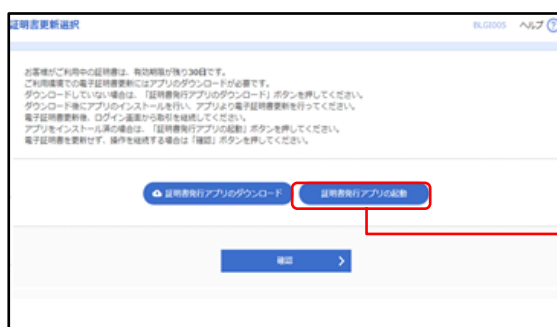 証明書更新選択
BLGI005 ヘルプ ?
お客様がご利用中の証明書は、有効期限が残り30日です。
ご利用環境での電子証明書更新にはアプリのダウンロードが必要です。
ダウンロードしていない場合は、「証明書発行アプリのダウンロード」ボタンを押してください。
ダウンロード後にアプリのインストールを行い、アプリより電子証明書更新を行ってください。
電子証明書更新後、ログイン画面から取引を継続してください。
アプリをインストール済の場合は、「証明書発行アプリの起動」ボタンを押してください。
電子証明書を更新せず、操作を継続する場合は「確認」ボタンを押してください。
証明書発行アプリのダウンロード
証明書発行アプリの起動
確認